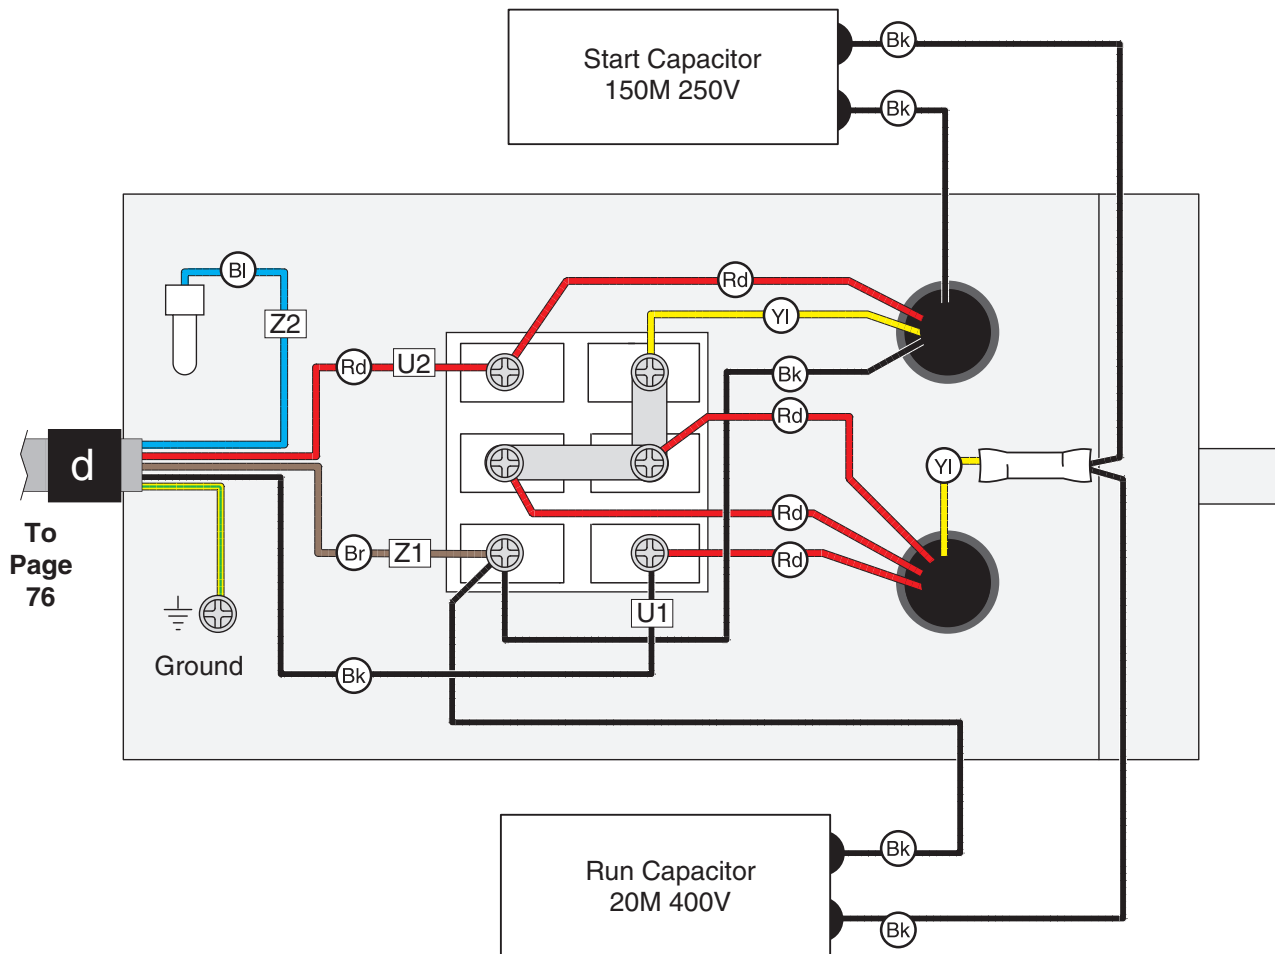 Start Capacitor
150M 250V
Bk
Bk
Bl
Z2
Rd
Yl
Rd
U2
Bk
Rd
d
Yl
To
Page
76
Rd
Br
Z1
Rd
U1
Ground
Bk
Run Capacitor
20M 400V
Bk
Bk